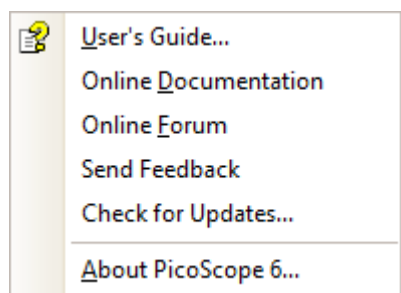 User's Guide...
Online Documentation
Online Forum
Send Feedback
Check for Updates...
About PicoScope 6...